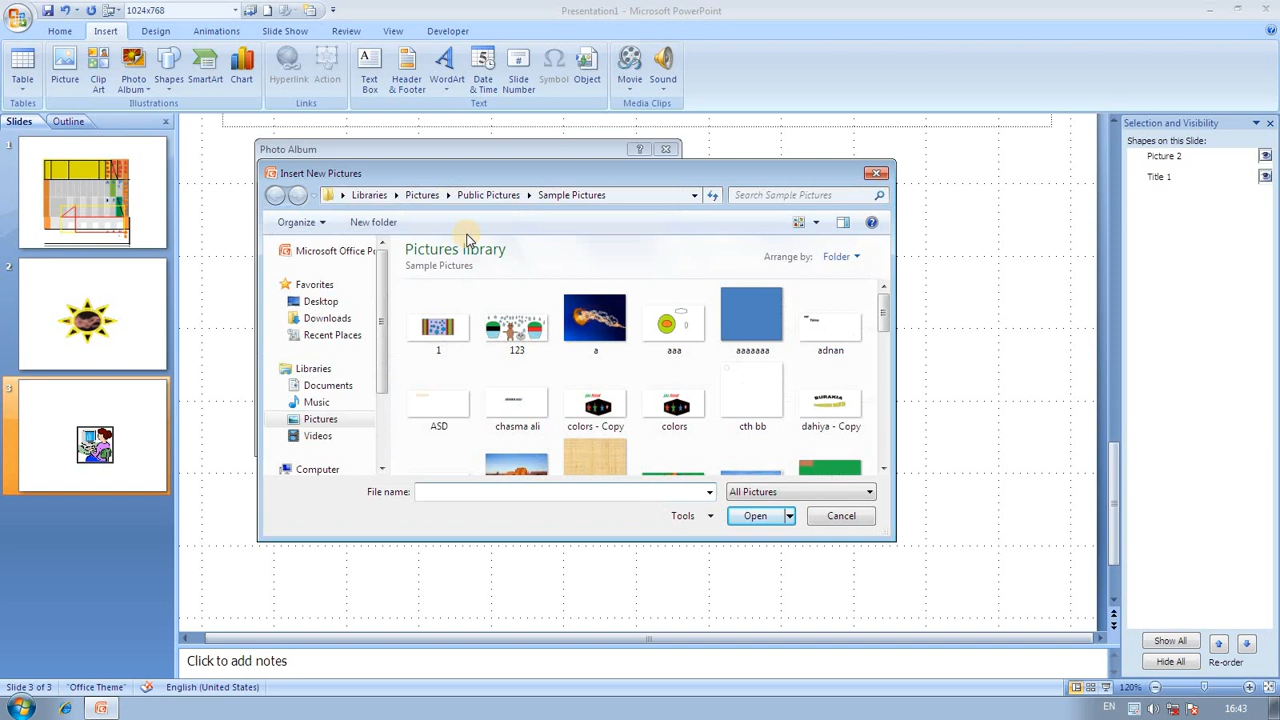 1024x768
Presentation1 - Microsoft PowerPoint
Home Insert Design Animations Slide Show Review View Developer
Table
Picture
Clip Art
Photo Album
Shapes
SmartArt
Chart
Hyperlink
Action
Text Box
Header & Footer
WordArt
Date & Time
Slide Number
Symbol
Object
Movie
Sound
Tables
Illustrations
Links
Text
Media Clips
Slides
Outline
1
2
3
Photo Album
Insert New Pictures
Libraries Pictures Public Pictures Sample Pictures
Search Sample Pictures
Organize
New folder
Microsoft Office Po
Favorites
Desktop
Downloads
Recent Places
Libraries
Documents
Music
Pictures
Videos
Computer
Pictures library
Sample Pictures
Arrange by: Folder
1 123 a aaa aaaaaaa adnan
ASD chasma ali colors - Copy colors cth bb dahiya - Copy
File name:
All Pictures
Tools
Open
Cancel
Selection and Visibility
Shapes on this Slide:
Picture 2
Title 1
Show All
Hide All
Re-order
Click to add notes
Slide 3 of 3
"Office Theme"
English (United States)
120%
EN
16:43